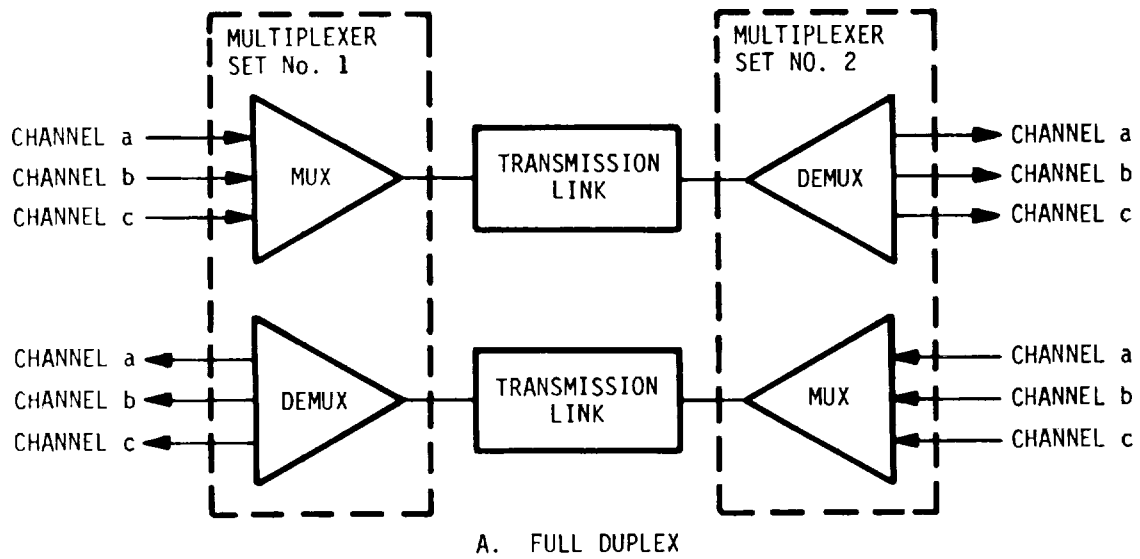 MULTIPLEXER
SET No. 1
MULTIPLEXER
SET NO. 2
CHANNEL a
CHANNEL b
CHANNEL c
MUX
TRANSMISSION
LINK
DEMUX
CHANNEL a
CHANNEL b
CHANNEL c
CHANNEL a
CHANNEL b
CHANNEL c
DEMUX
TRANSMISSION
LINK
MUX
CHANNEL a
CHANNEL b
CHANNEL c
A. FULL DUPLEX